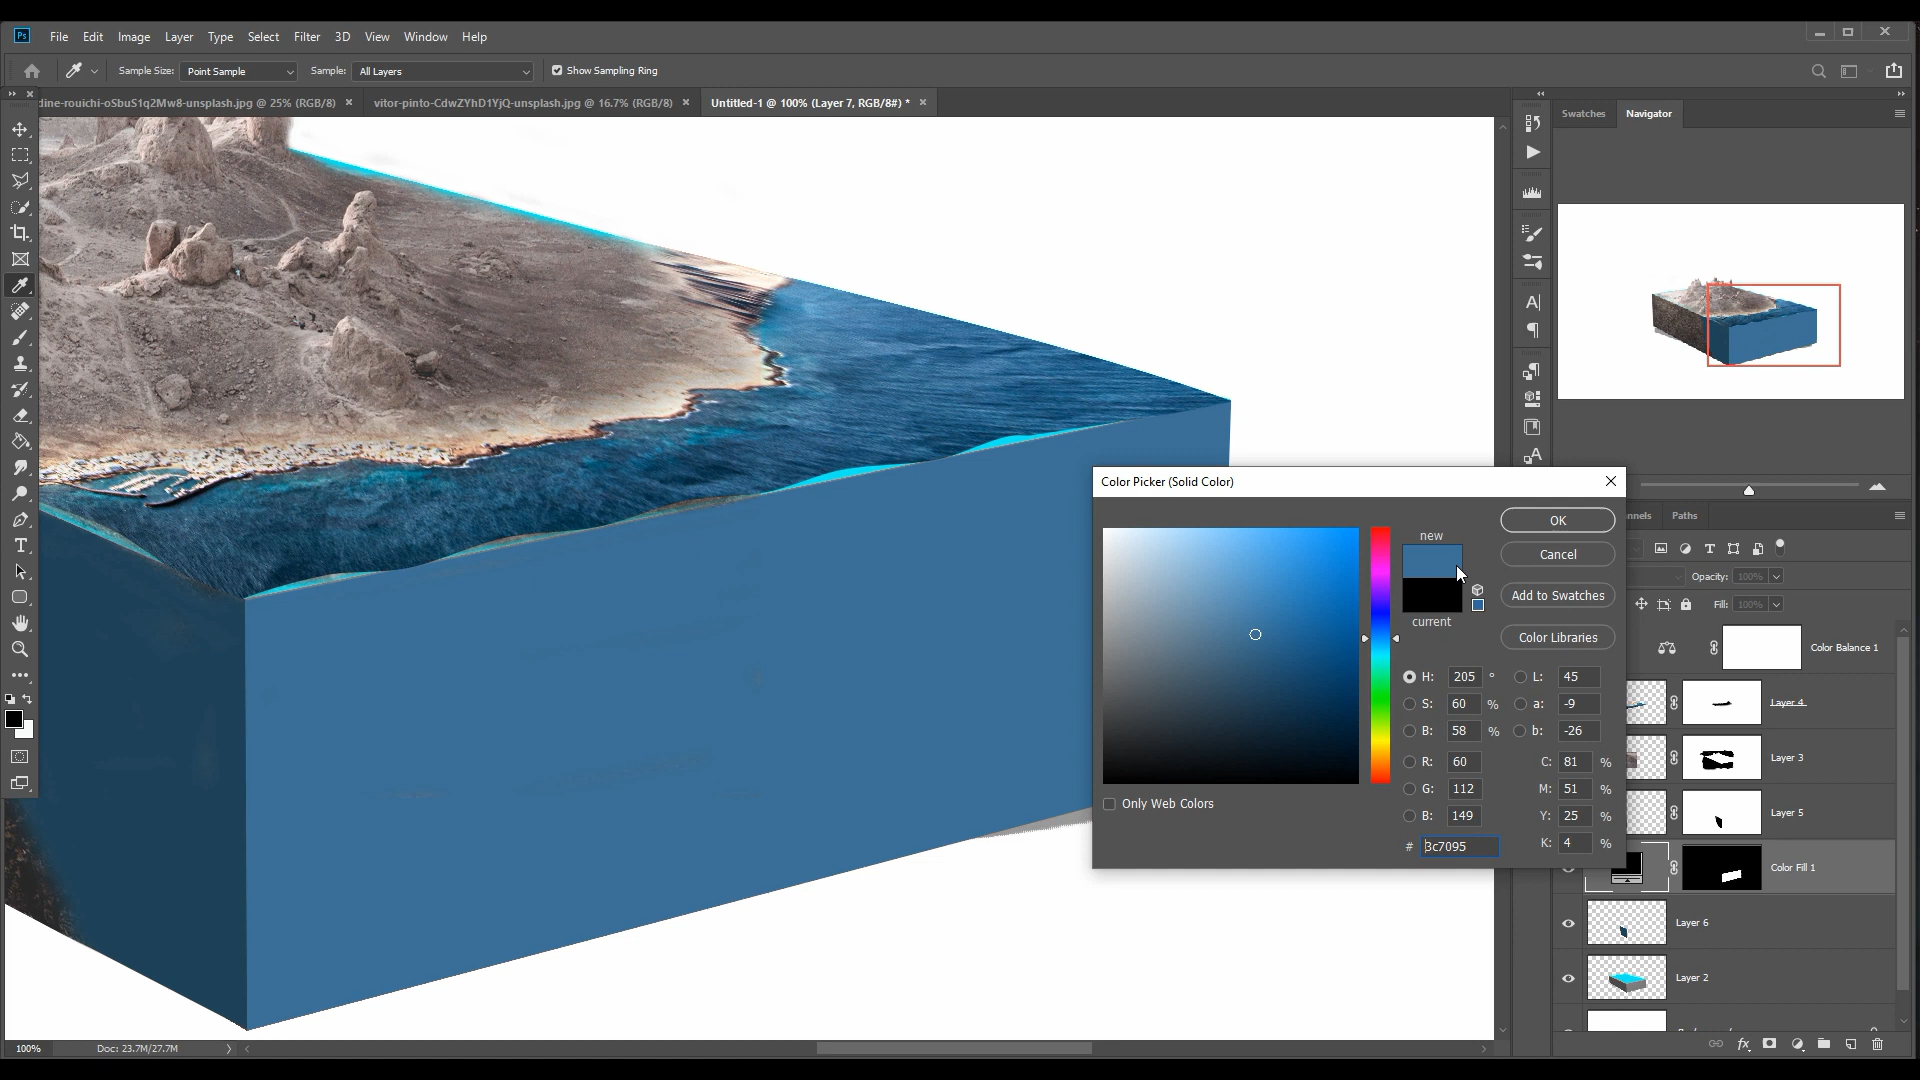 Ps File Edit Image Layer Type Select Filter 3D View Window Help
Sample Size: Point Sample Sample: All Layers Show Sampling Ring
dine-rouichi-oSbuS1q2Mw8-unsplash.jpg @ 25% (RGB/8) × vitor-pinto-CdwZYhD1YjQ-unsplash.jpg @ 16.7% (RGB/8) × Untitled-1 @ 100% (Layer 7, RGB/8#) * ×
Swatches Navigator
Color Picker (Solid Color)
new
current
OK
Cancel
Add to Swatches
Color Libraries
H: 205 ° L: 45
S: 60 % a: -9
B: 58 % b: -26
R: 60 C: 81 %
G: 112 M: 51 %
B: 149 Y: 25 %
# 3c7095 K: 4 %
Only Web Colors
nnels Paths
Opacity: 100%
Fill: 100%
Color Balance 1
Layer 4
Layer 3
Layer 5
Color Fill 1
Layer 6
Layer 2
100% Doc: 23.7M/27.7M